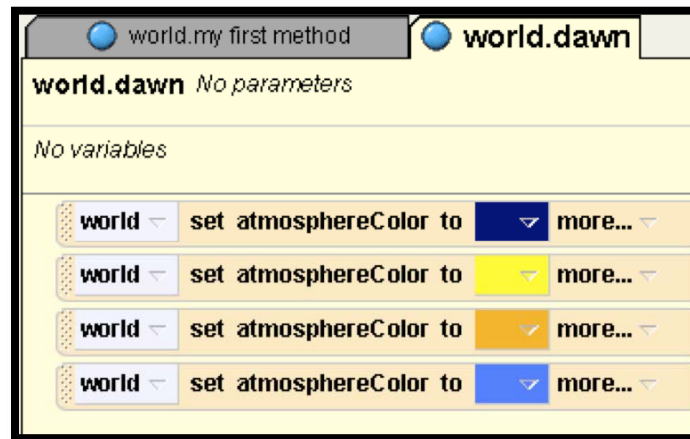 world.my first method world.dawn
world.dawn No parameters
No variables
world set atmosphereColor to more...
world set atmosphereColor to more...
world set atmosphereColor to more...
world set atmosphereColor to more...